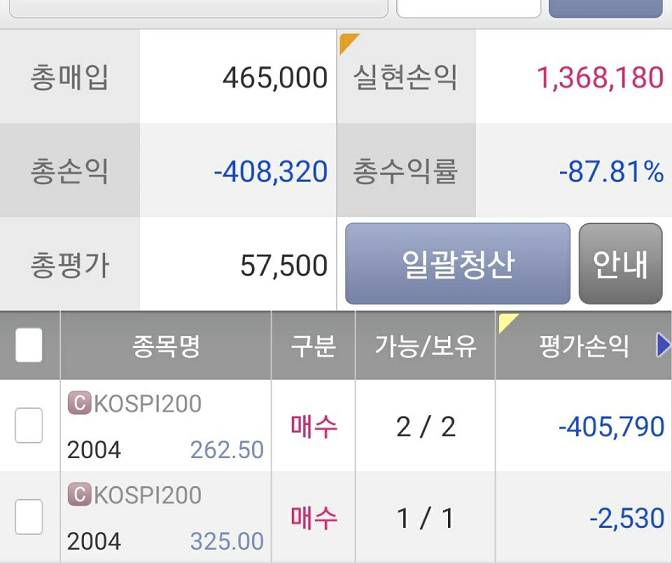 총매입 465,000 실현손익 1,368,180
총손익 -408,320 총수익률 -87.81%
총평가 57,500 일괄청산 안내
종목명 구분 가능/보유 평가손익
C KOSPI200
2004 262.50 매수 2 / 2 -405,790
C KOSPI200
2004 325.00 매수 1 / 1 -2,530